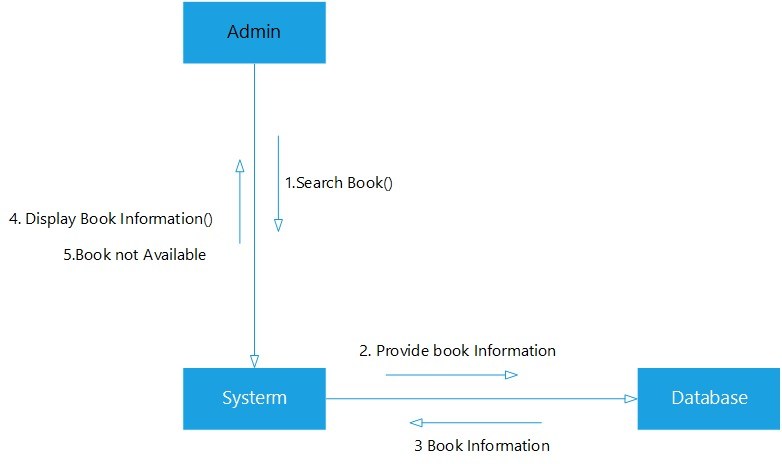 Admin
1.Search Book()
4. Display Book Information()
5.Book not Available
2. Provide book Information
Systerm
Database
3 Book Information